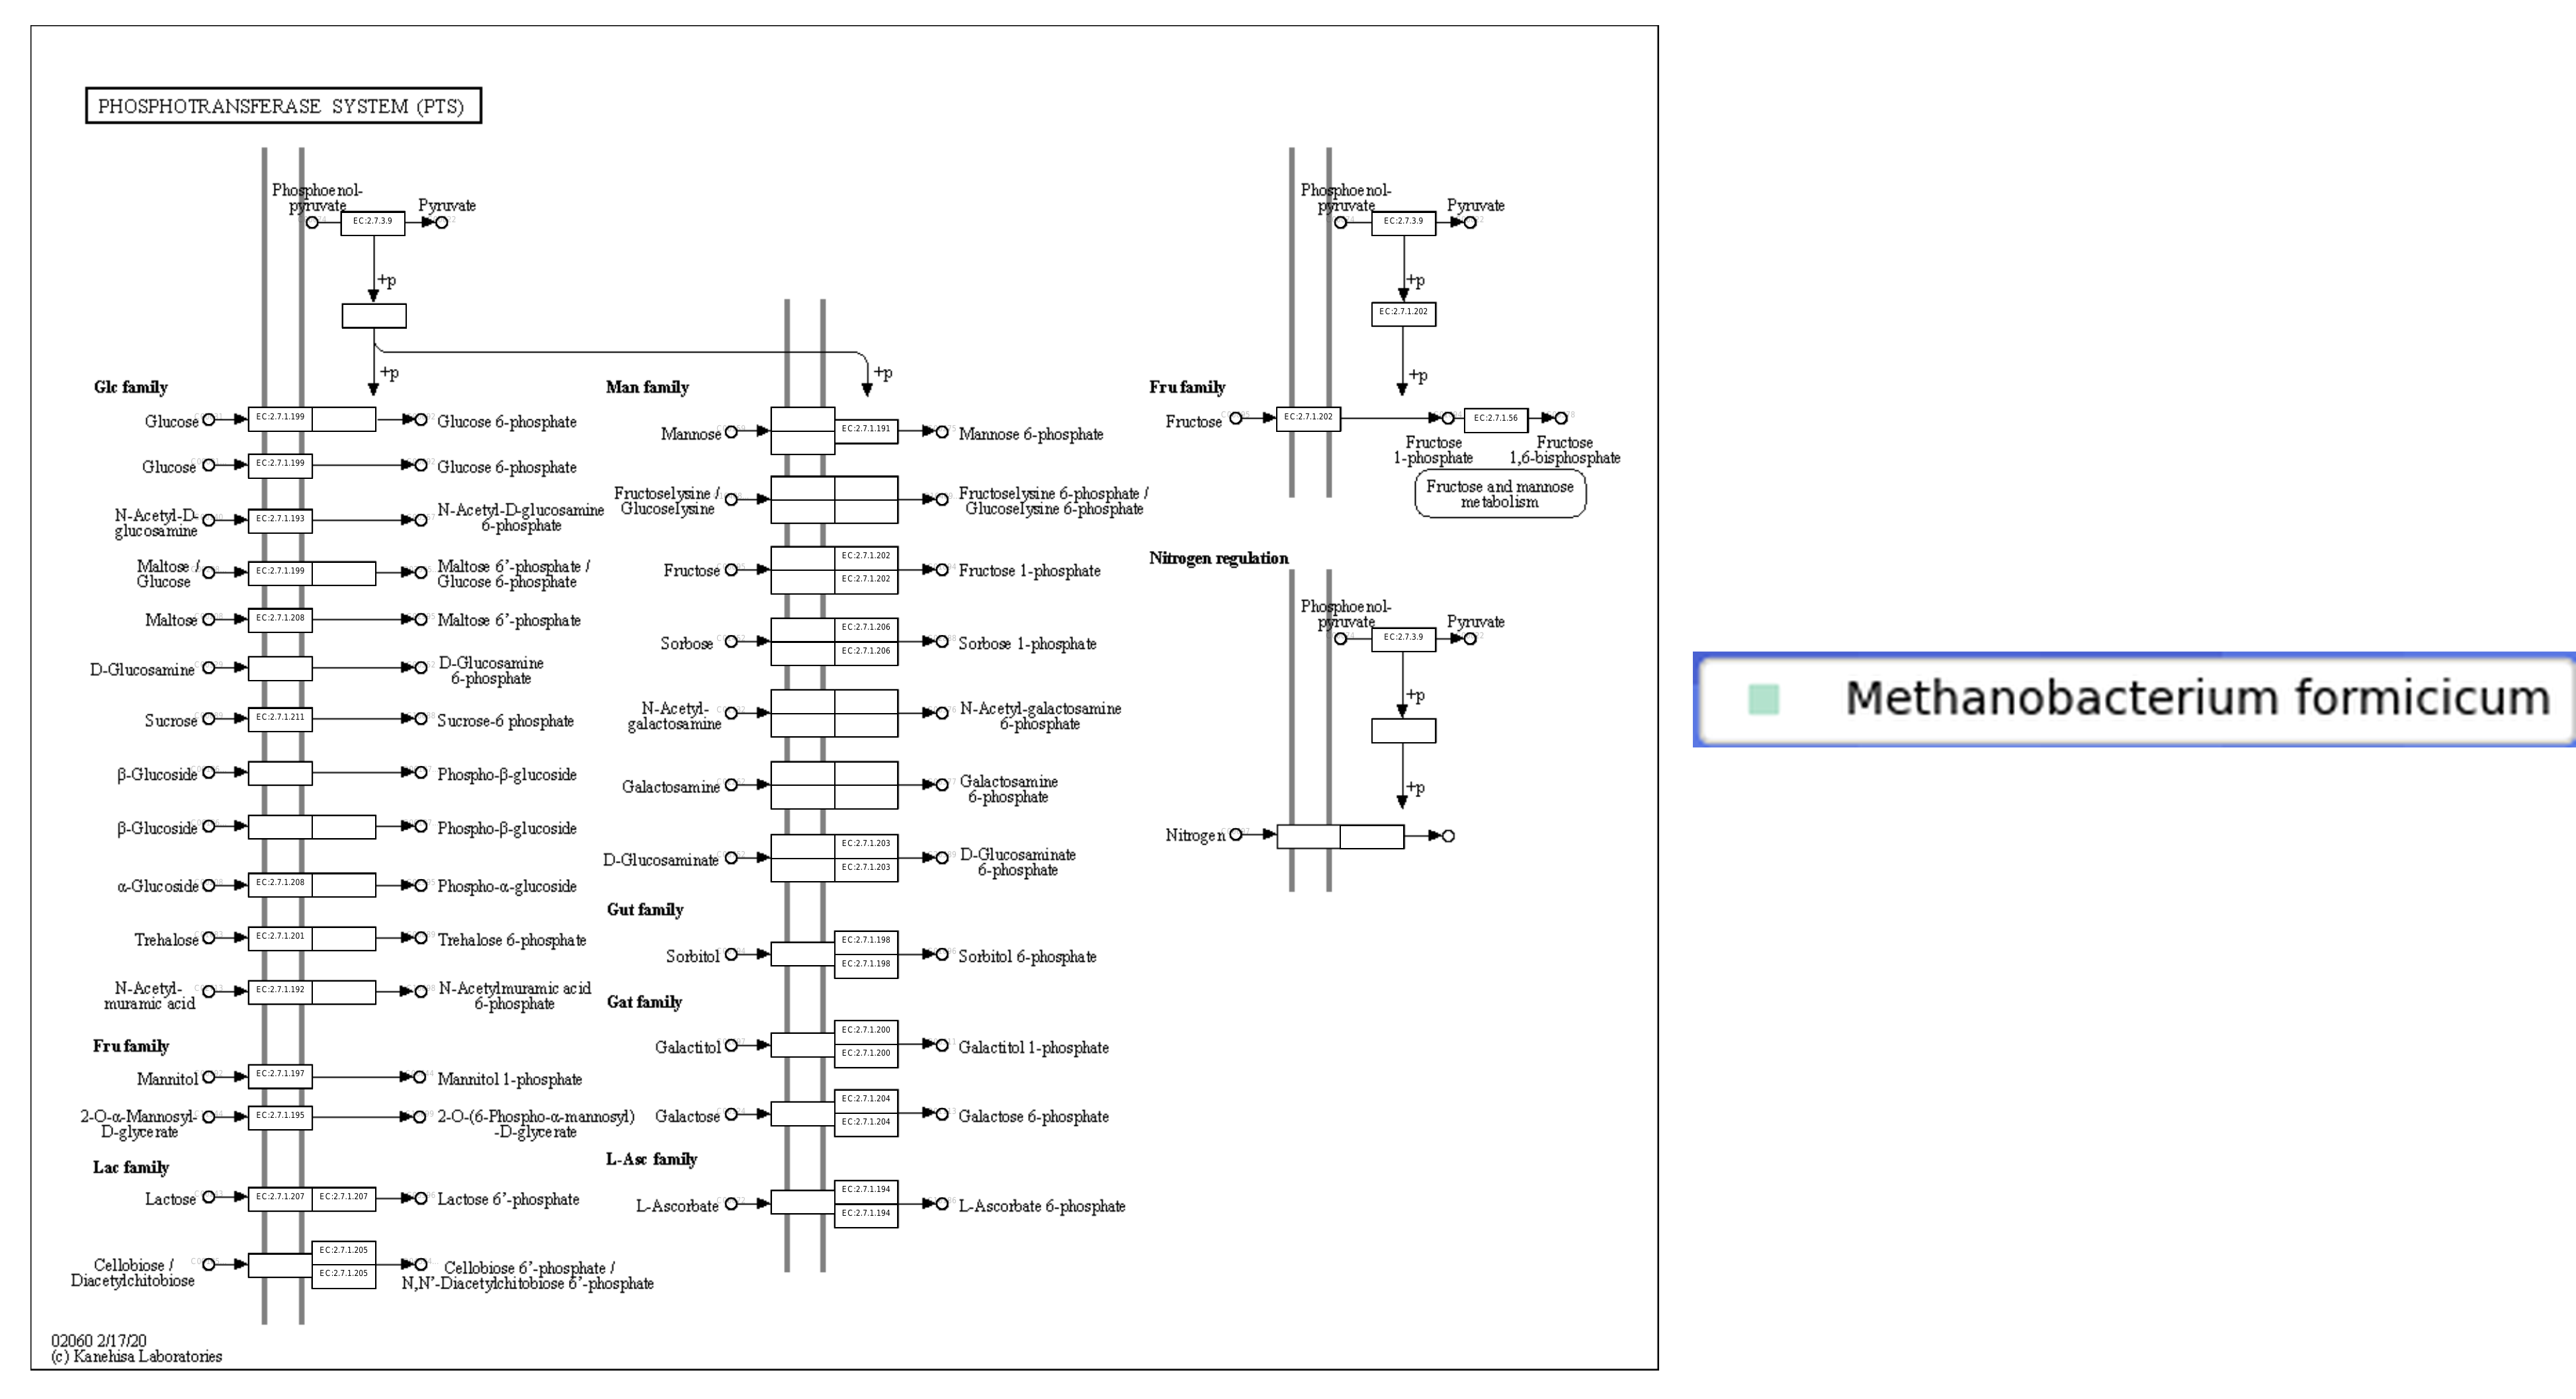 PHOSPHOTRANSFERASE SYSTEM (PTS)
Phosphoenol-
pyruvate
EC:2.7.3.9
Pyruvate
+p
+p
Glc family
Glucose
EC:2.7.1.199
Glucose 6-phosphate
Glucose
EC:2.7.1.199
Glucose 6-phosphate
N-Acetyl-D-
glucosamine
EC:2.7.1.193
N-Acetyl-D-glucosamine
6-phosphate
Maltose /
Glucose
EC:2.7.1.199
Maltose 6'-phosphate /
Glucose 6-phosphate
Maltose
EC:2.7.1.208
Maltose 6'-phosphate
D-Glucosamine
D-Glucosamine
6-phosphate
Sucrose
EC:2.7.1.211
Sucrose-6 phosphate
β-Glucoside
Phospho-β-glucoside
β-Glucoside
Phospho-β-glucoside
α-Glucoside
EC:2.7.1.208
Phospho-α-glucoside
Trehalose
EC:2.7.1.201
Trehalose 6-phosphate
N-Acetyl-
muramic acid
EC:2.7.1.192
N-Acetylmuramic acid
6-phosphate
Fru family
Mannitol
EC:2.7.1.197
Mannitol 1-phosphate
2-O-α-Mannosyl-
D-glycerate
EC:2.7.1.195
2-O-(6-Phospho-α-mannosyl)
-D-glycerate
Lac family
Lactose
EC:2.7.1.207
EC:2.7.1.207
Lactose 6'-phosphate
Cellobiose /
Diacetylchitobiose
EC:2.7.1.205
EC:2.7.1.205
Cellobiose 6'-phosphate /
N,N'-Diacetylchitobiose 6'-phosphate
Man family
+p
Mannose
EC:2.7.1.191
Mannose 6-phosphate
Fructoselysine /
Glucoselysine
Fructoselysine 6-phosphate /
Glucoselysine 6-phosphate
Fructose
EC:2.7.1.202
EC:2.7.1.202
Fructose 1-phosphate
Sorbose
EC:2.7.1.206
EC:2.7.1.206
Sorbose 1-phosphate
N-Acetyl-
galactosamine
N-Acetyl-galactosamine
6-phosphate
Galactosamine
Galactosamine
6-phosphate
D-Glucosaminate
EC:2.7.1.203
EC:2.7.1.203
D-Glucosaminate
6-phosphate
Gut family
Sorbitol
EC:2.7.1.198
EC:2.7.1.198
Sorbitol 6-phosphate
Gat family
Galactitol
EC:2.7.1.200
EC:2.7.1.200
Galactitol 1-phosphate
Galactose
EC:2.7.1.204
EC:2.7.1.204
Galactose 6-phosphate
L-Asc family
L-Ascorbate
EC:2.7.1.194
EC:2.7.1.194
L-Ascorbate 6-phosphate
Phosphoenol-
pyruvate
EC:2.7.3.9
Pyruvate
+p
EC:2.7.1.202
+p
Fru family
Fructose
EC:2.7.1.202
EC:2.7.1.56
Fructose
1-phosphate
Fructose
1,6-bisphosphate
Fructose and mannose
metabolism
Nitrogen regulation
Phosphoenol-
pyruvate
EC:2.7.3.9
Pyruvate
+p
+p
Nitrogen
Methanobacterium formicicum
02060 2/17/20
(c) Kanehisa Laboratories